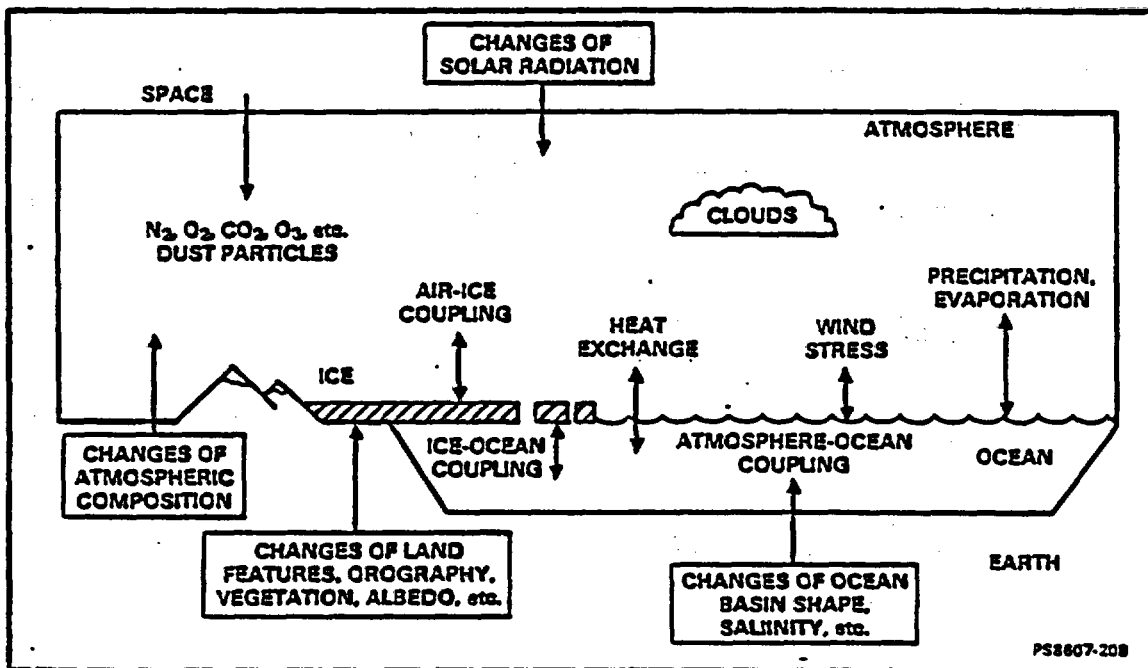 CHANGES OF
SOLAR RADIATION
SPACE
ATMOSPHERE
CLOUDS
N₂, O₂, CO₂, O₃, etc.
DUST PARTICLES
AIR-ICE
COUPLING
PRECIPITATION,
EVAPORATION
HEAT
EXCHANGE
WIND
STRESS
ICE
ICE-OCEAN
COUPLING
ATMOSPHERE-OCEAN
COUPLING
OCEAN
CHANGES OF
ATMOSPHERIC
COMPOSITION
CHANGES OF LAND
FEATURES, OROGRAPHY,
VEGETATION, ALBEDO, etc.
EARTH
CHANGES OF OCEAN
BASIN SHAPE,
SALIINITY, etc.
PS8607-20B